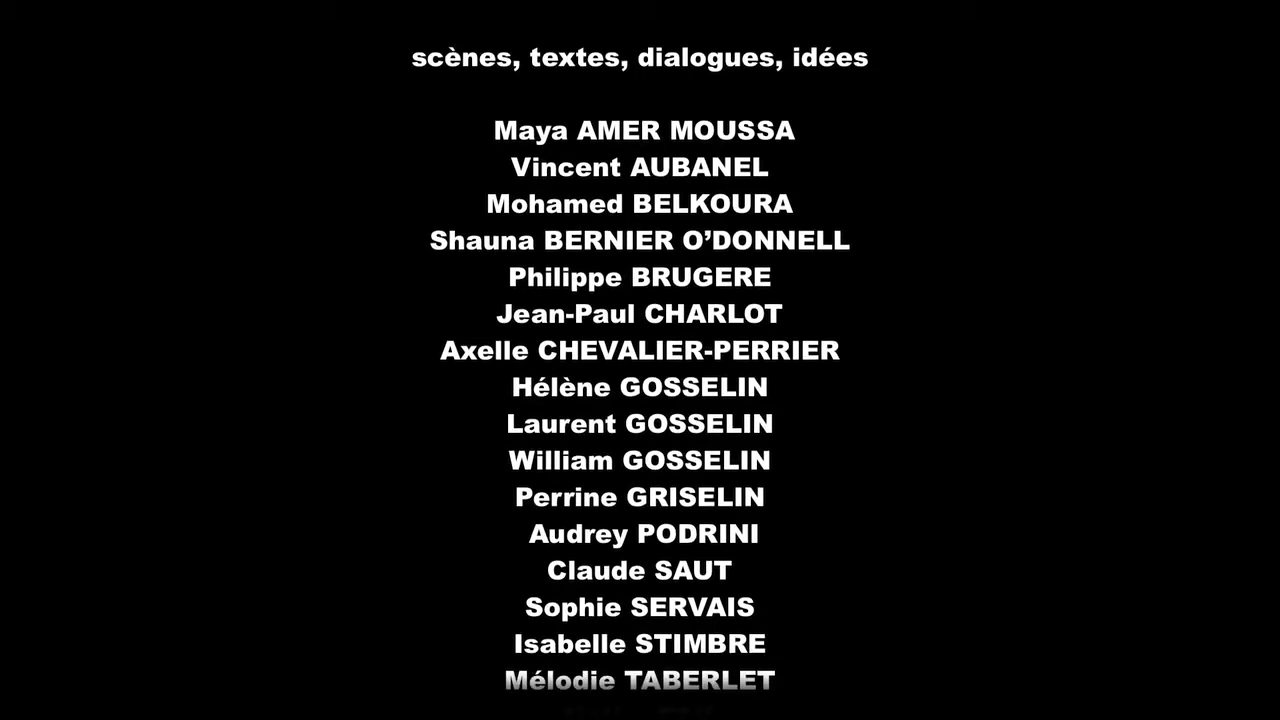 scènes, textes, dialogues, idées
Maya AMER MOUSSA
Vincent AUBANEL
Mohamed BELKOURA
Shauna BERNIER O’DONNELL
Philippe BRUGERE
Jean-Paul CHARLOT
Axelle CHEVALIER-PERRIER
Hélène GOSSELIN
Laurent GOSSELIN
William GOSSELIN
Perrine GRISELIN
Audrey PODRINI
Claude SAUT
Sophie SERVAIS
Isabelle STIMBRE
Mélodie TABERLET